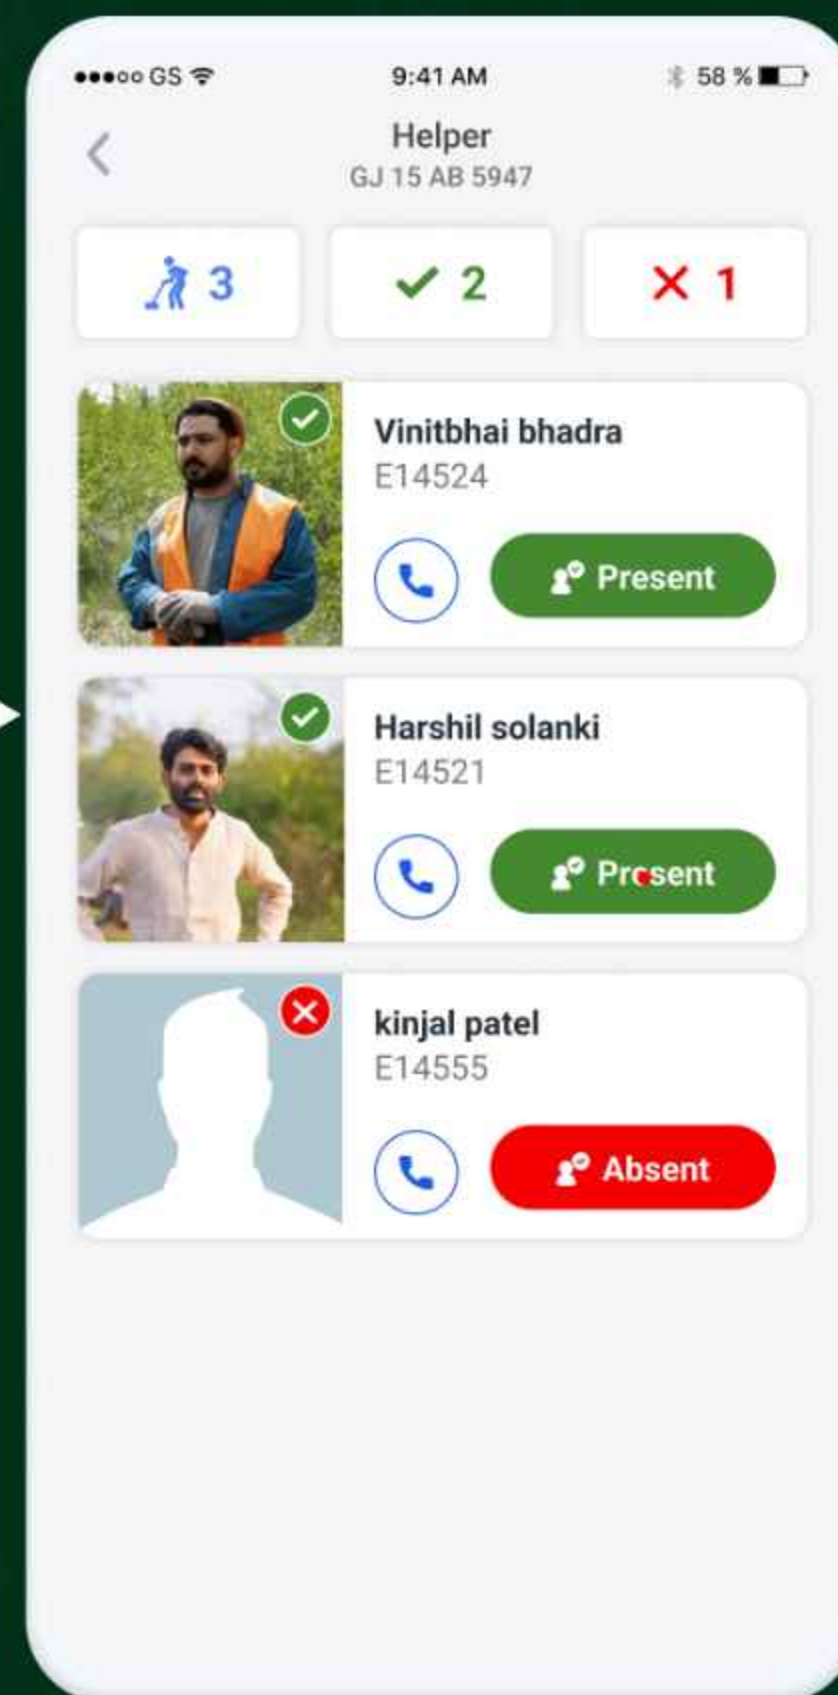 GS
9:41 AM
58 %
Helper
GJ 15 AB 5947
3
2
1
Vinitbhai bhadra
E14524
Present
Harshil solanki
E14521
Present
kinjal patel
E14555
Absent